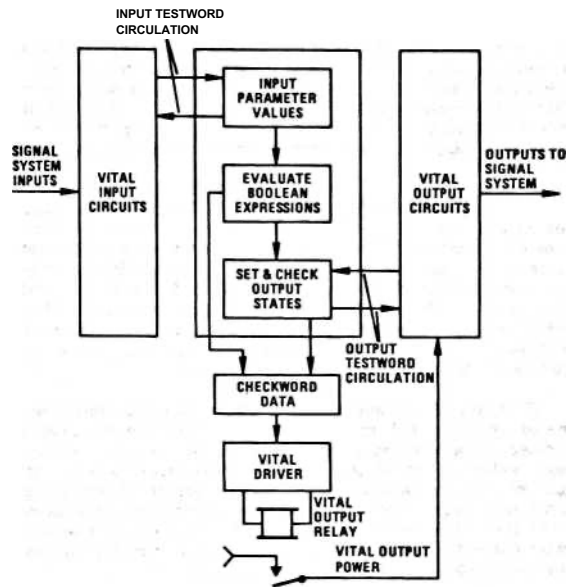 INPUT TESTWORD
CIRCULATION
INPUT
PARAMETER
VALUES
SIGNAL
SYSTEM
INPUTS
VITAL
INPUT
CIRCUITS
EVALUATE
BOOLEAN
EXPRESSIONS
VITAL
OUTPUT
CIRCUITS
OUTPUTS TO
SIGNAL
SYSTEM
SET & CHECK
OUTPUT
STATES
OUTPUT
TESTWORD
CIRCULATION
CHECKWORD
DATA
VITAL
DRIVER
VITAL
OUTPUT
RELAY
VITAL OUTPUT
POWER